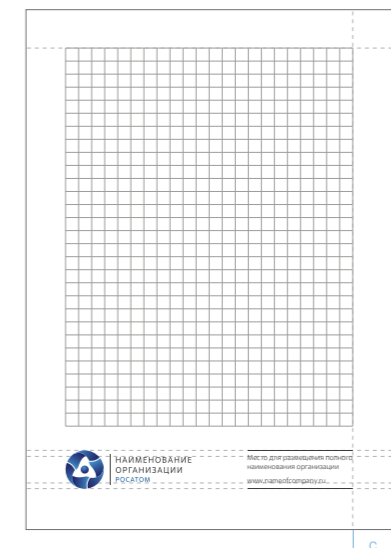 НАИМЕНОВАНИЕ
ОРГАНИЗАЦИИ
РОСАТОМ
Место для размещения полного
наименования организации
www.nameofcompany.ru
C